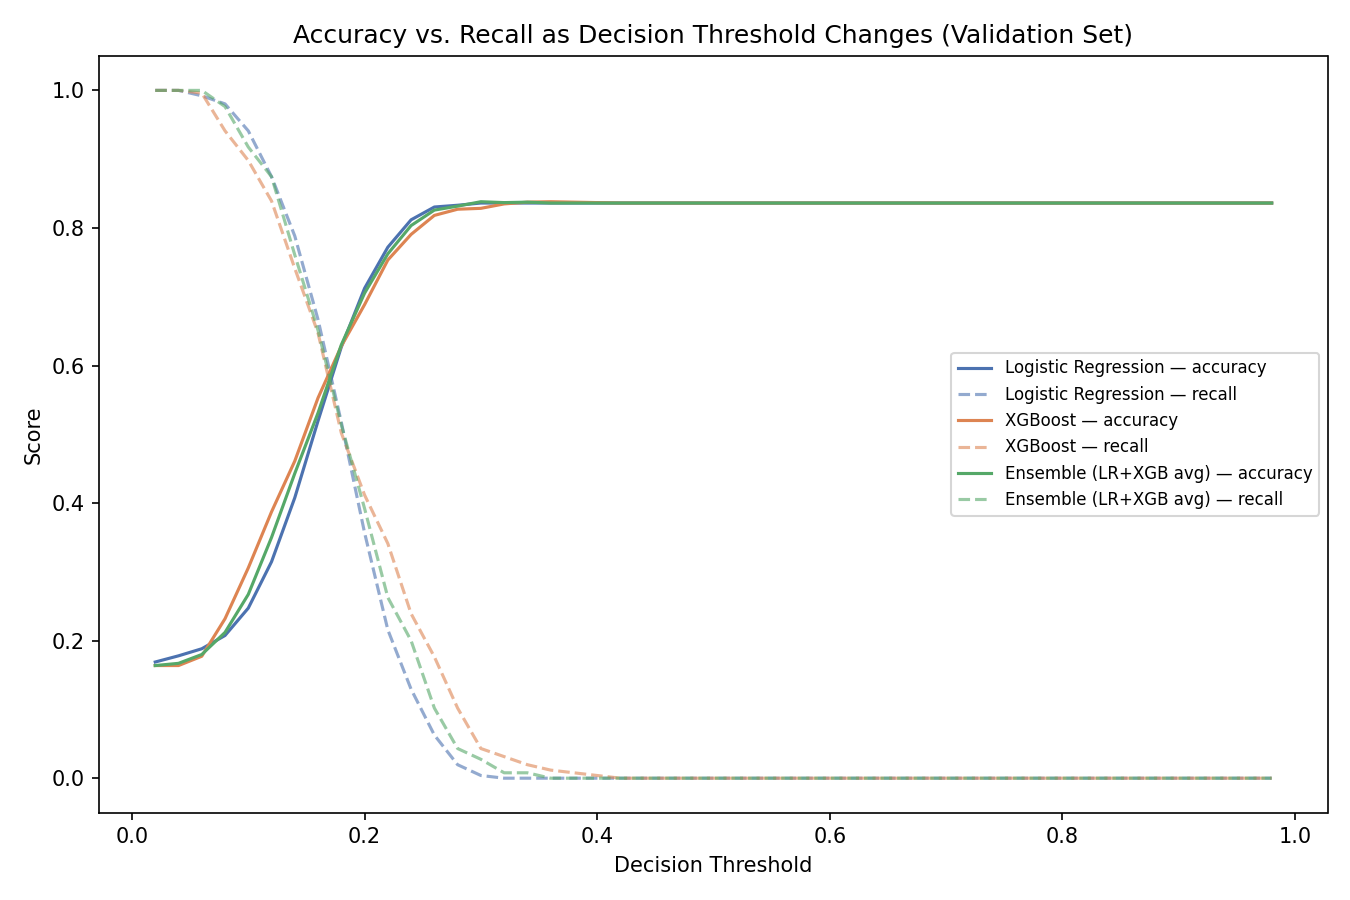 Accuracy vs. Recall as Decision Threshold Changes (Validation Set)
Score
1.0
0.8
0.6
0.4
0.2
0.0
Logistic Regression — accuracy
Logistic Regression — recall
XGBoost — accuracy
XGBoost — recall
Ensemble (LR+XGB avg) — accuracy
Ensemble (LR+XGB avg) — recall
0.0 0.2 0.4 0.6 0.8 1.0
Decision Threshold